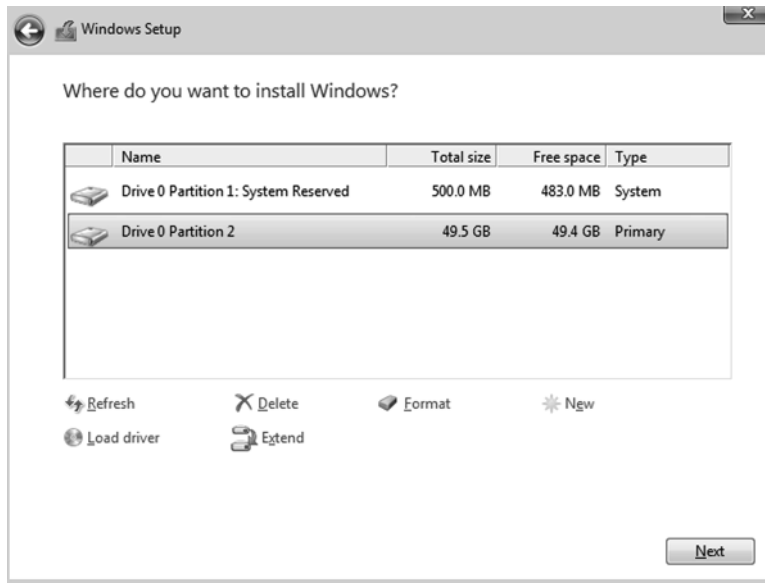 Windows Setup
Where do you want to install Windows?
Name Total size Free space Type
Drive 0 Partition 1: System Reserved 500.0 MB 483.0 MB System
Drive 0 Partition 2 49.5 GB 49.4 GB Primary
Refresh Delete Format New
Load driver Extend
Next